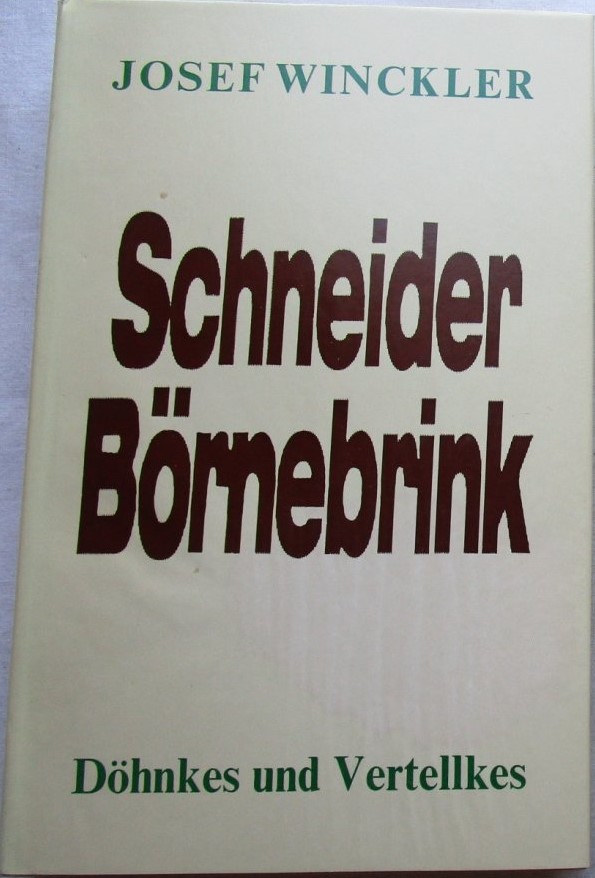 JOSEF WINCKLER
Schneider
Börnebrink
Döhnkes und Vertellkes